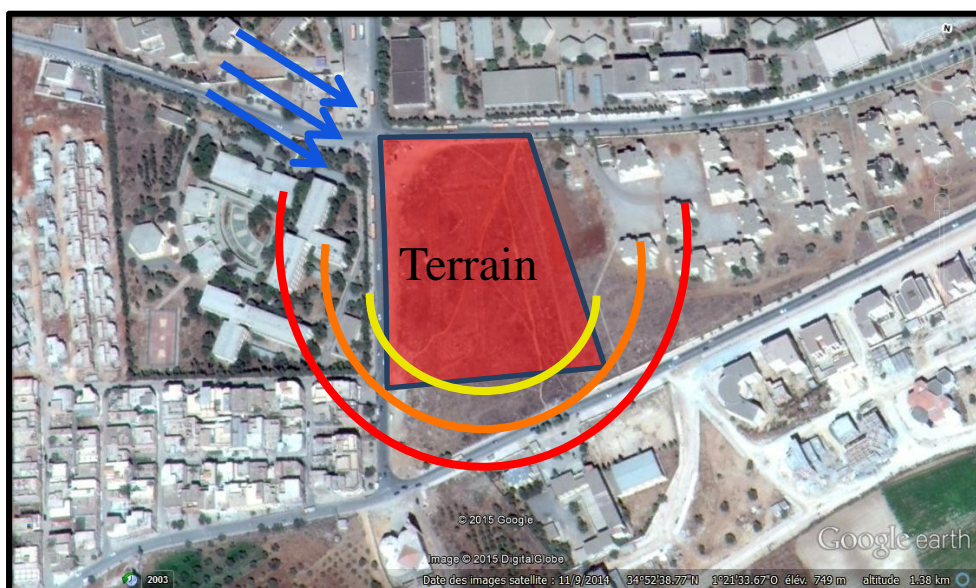 N
Terrain
© 2015 Google
Image © 2015 DigitalGlobe
Google earth
2003
Date des images satellite : 11/9/2014 34°52'38.77" N 1°21'33.67" O élév. 749 m altitude 1.38 km